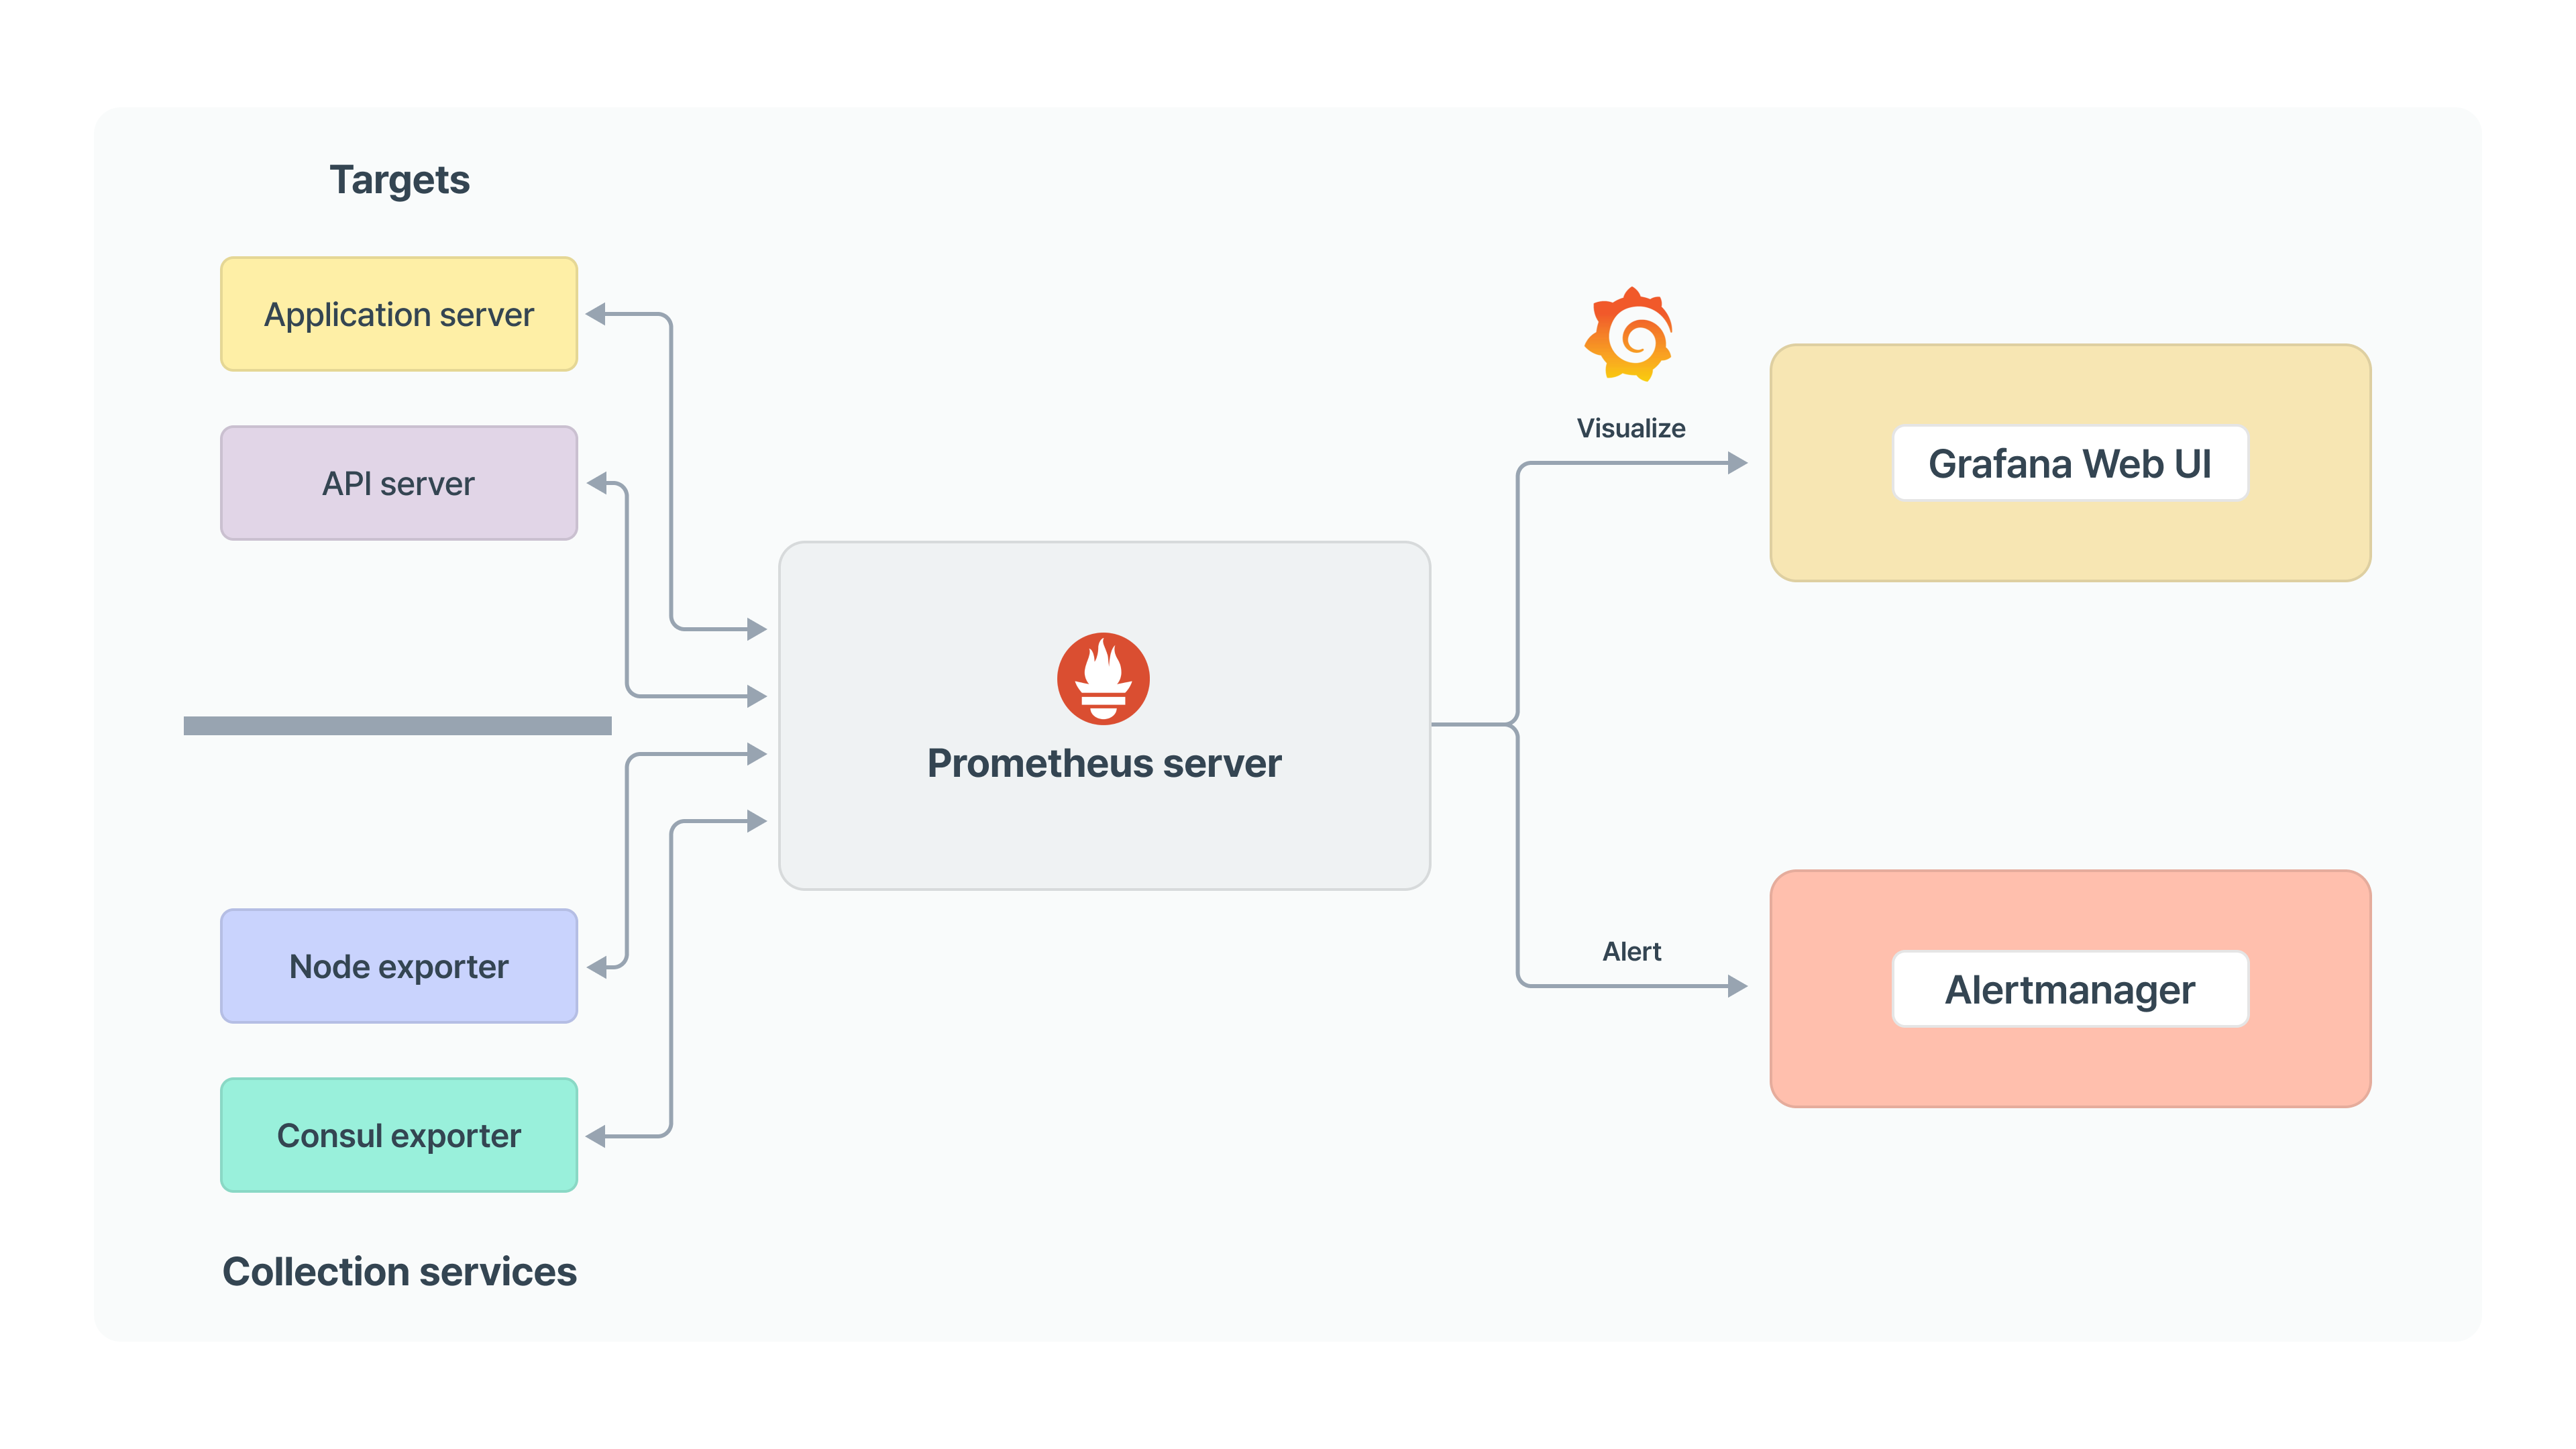 Targets
Application server
API server
Node exporter
Consul exporter
Collection services
Prometheus server
Visualize
Grafana Web UI
Alert
Alertmanager